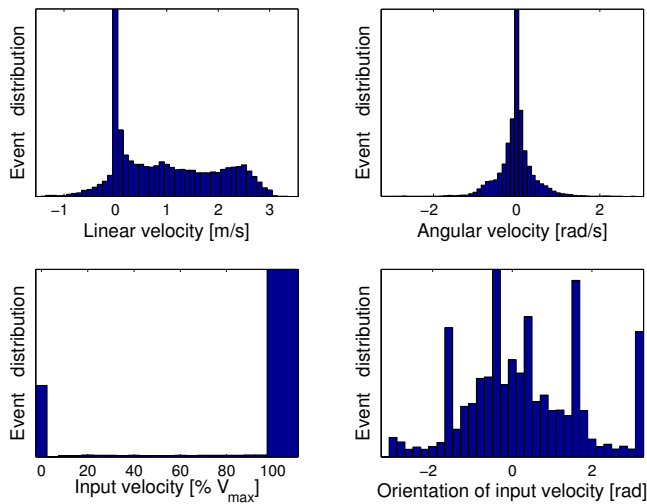 Event distribution
−1 0 1 2 3
Linear velocity [m/s]
Event distribution
−2 0 2
Angular velocity [rad/s]
Event distribution
0 20 40 60 80 100
Input velocity [% Vmax]
Event distribution
−2 0 2
Orientation of input velocity [rad]